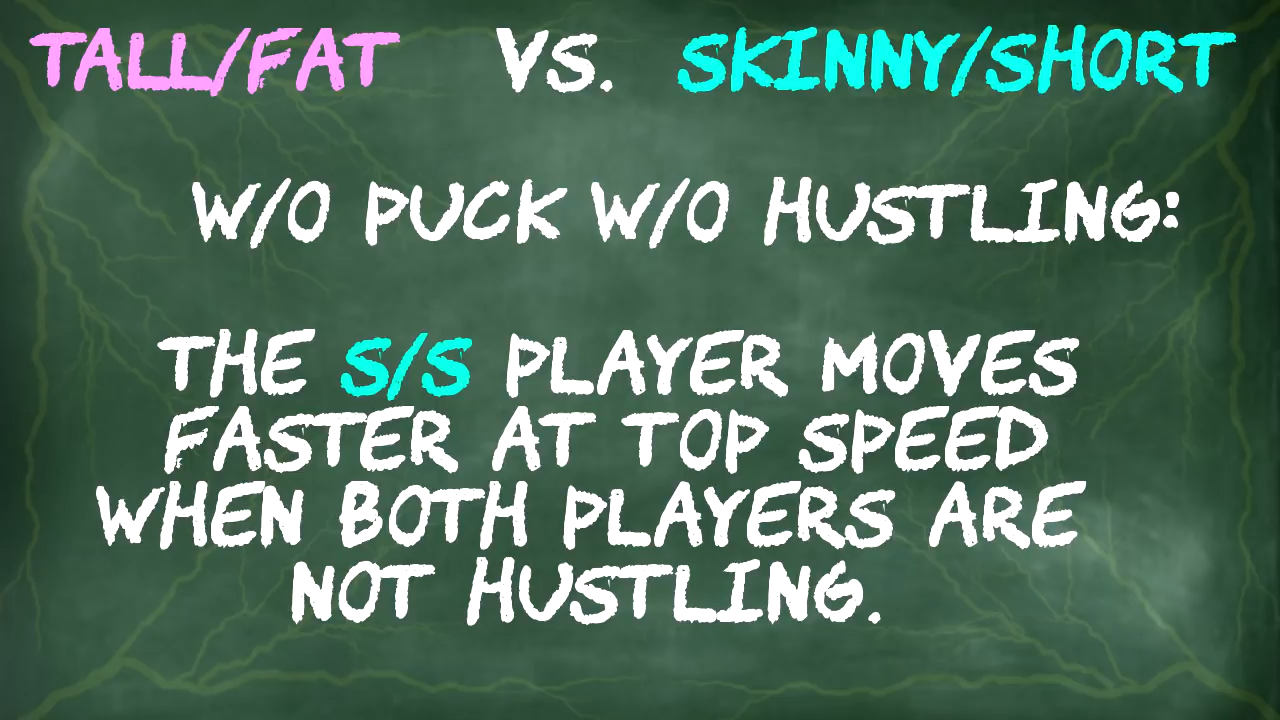 TALL/FAT VS. SKINNY/SHORT
W/O PUCK W/O HUSTLING:
THE S/S PLAYER MOVES
FASTER AT TOP SPEED
WHEN BOTH PLAYERS ARE
NOT HUSTLING.